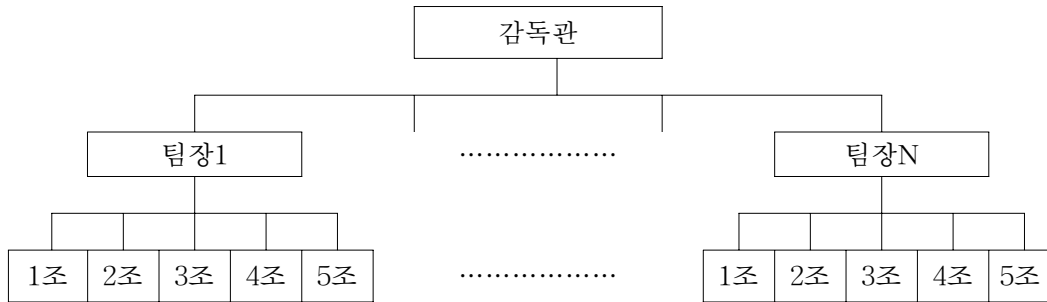 감독관
팀장1 ……………… 팀장N
1조 2조 3조 4조 5조 ……………… 1조 2조 3조 4조 5조